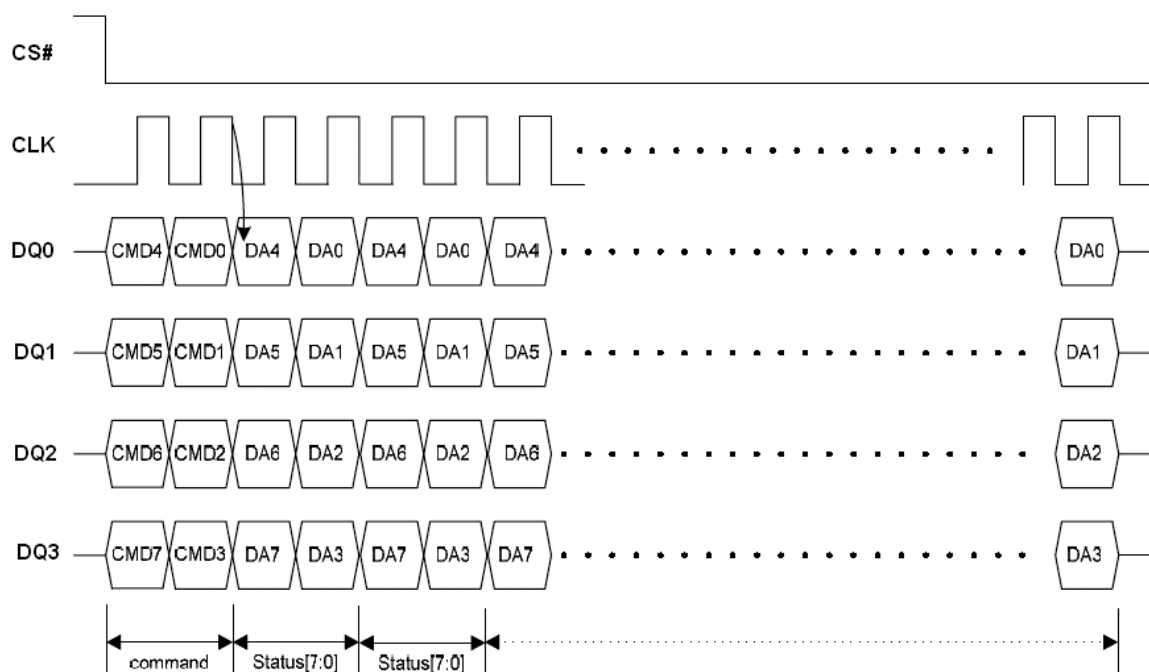 CS#
CLK
DQ0 CMD4 CMD0 DA4 DA0 DA4 DA0 DA4 DA0
DQ1 CMD5 CMD1 DA5 DA1 DA5 DA1 DA5 DA1
DQ2 CMD6 CMD2 DA6 DA2 DA6 DA2 DA6 DA2
DQ3 CMD7 CMD3 DA7 DA3 DA7 DA3 DA7 DA3
command Status[7:0] Status[7:0]